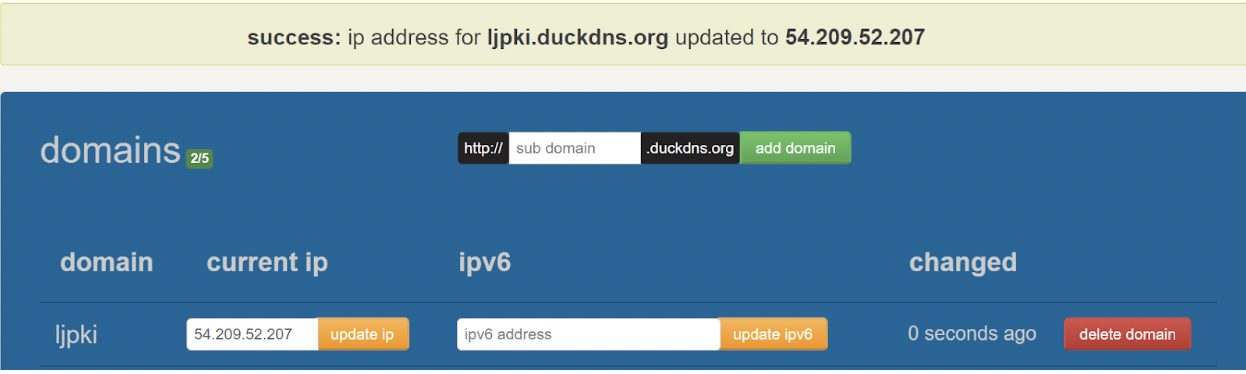 success: ip address for ljpki.duckdns.org updated to 54.209.52.207
domains 2/5 http:// sub domain .duckdns.org add domain
domain current ip ipv6 changed
ljpki 54.209.52.207 update ip ipv6 address update ipv6 0 seconds ago delete domain